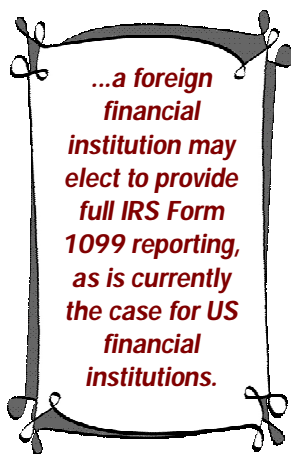 ...a foreign
financial
institution may
elect to provide
full IRS Form
1099 reporting,
as is currently
the case for US
financial
institutions.